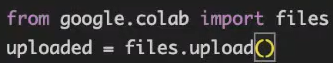 from google.colab import files
uploaded = files.upload()